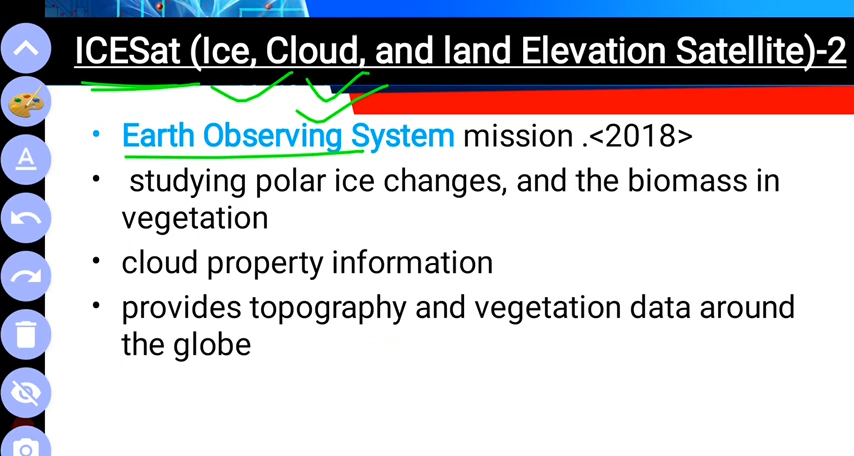 ICESat (Ice, Cloud, and land Elevation Satellite)-2
• Earth Observing System mission .<2018>
• studying polar ice changes, and the biomass in
vegetation
• cloud property information
• provides topography and vegetation data around
the globe
A